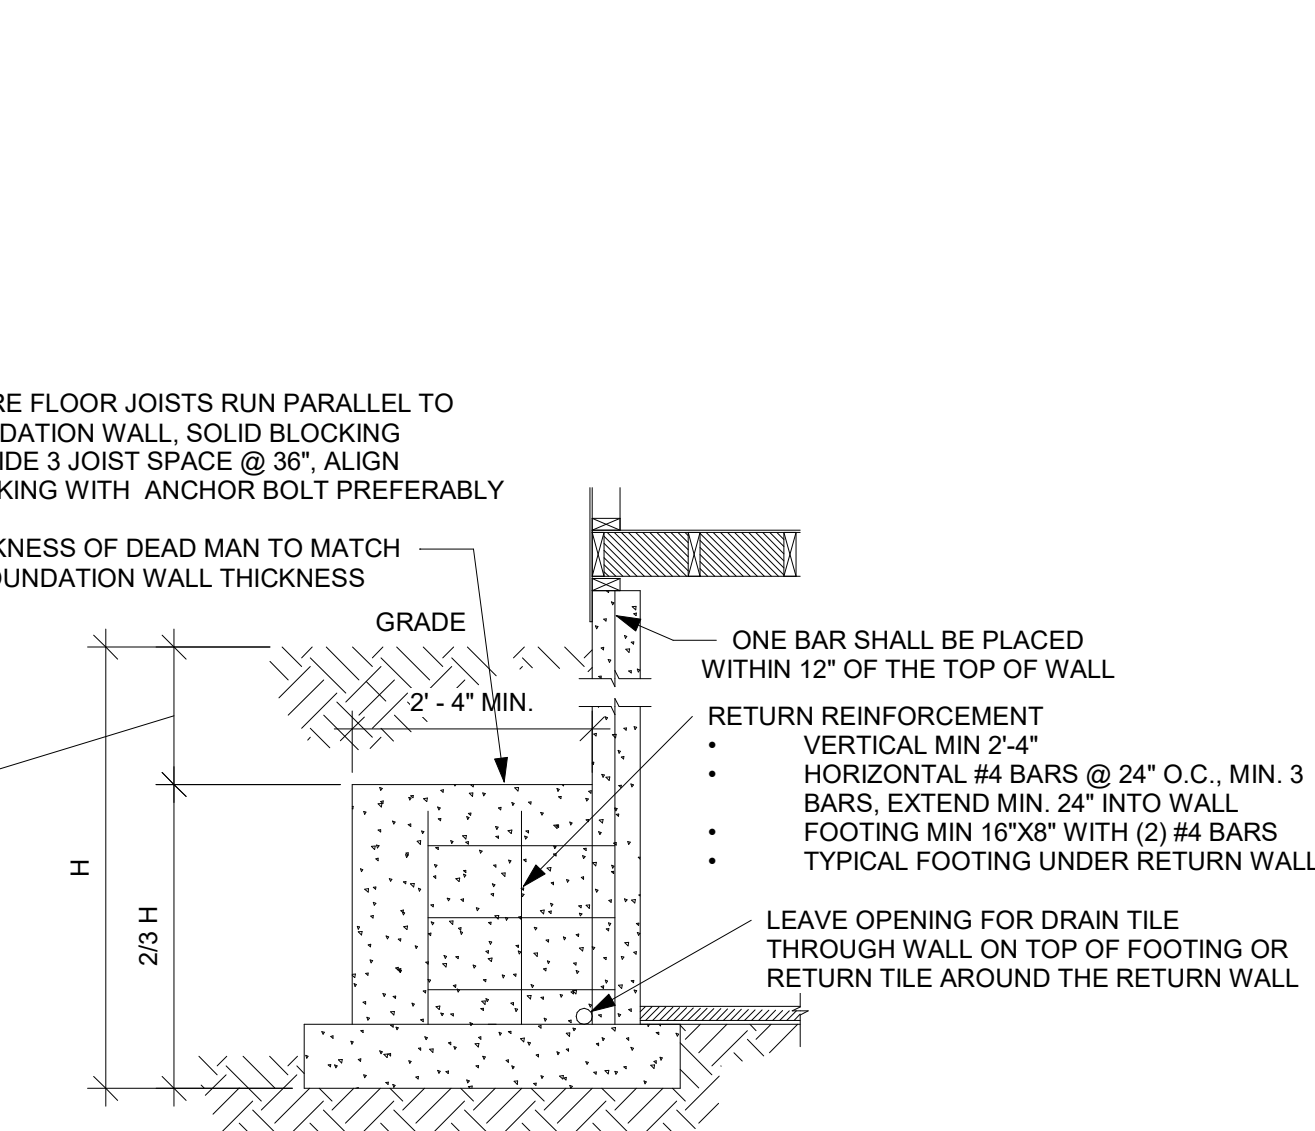 RE FLOOR JOISTS RUN PARALLEL TO
DATION WALL, SOLID BLOCKING
IDE 3 JOIST SPACE @ 36", ALIGN
KING WITH ANCHOR BOLT PREFERABLY
KNESS OF DEAD MAN TO MATCH
OUNDATION WALL THICKNESS
GRADE
2' - 4" MIN.
ONE BAR SHALL BE PLACED
WITHIN 12" OF THE TOP OF WALL
RETURN REINFORCEMENT
• VERTICAL MIN 2'-4"
• HORIZONTAL #4 BARS @ 24" O.C., MIN. 3
BARS, EXTEND MIN. 24" INTO WALL
• FOOTING MIN 16"X8" WITH (2) #4 BARS
• TYPICAL FOOTING UNDER RETURN WALL
H
2/3 H
LEAVE OPENING FOR DRAIN TILE
THROUGH WALL ON TOP OF FOOTING OR
RETURN TILE AROUND THE RETURN WALL